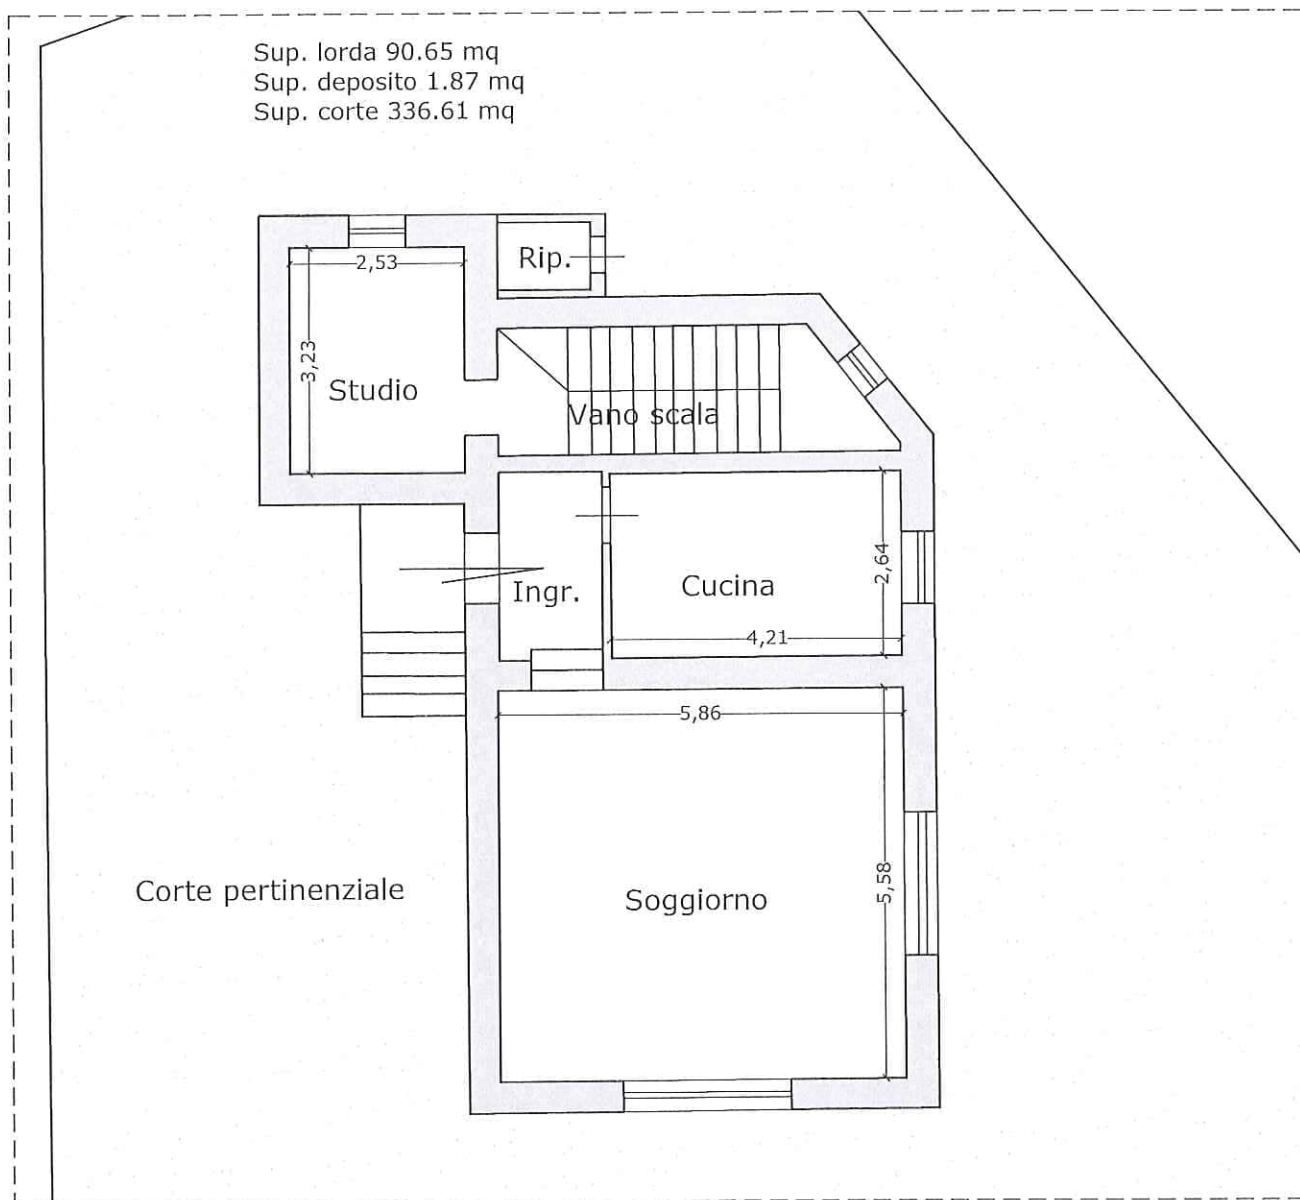 Sup. lorda 90.65 mq
Sup. deposito 1.87 mq
Sup. corte 336.61 mq
Rip.
2,53
3,23
Studio
Vano scala
Ingr.
Cucina
2,64
4,21
5,86
Corte pertinenziale
Soggiorno
5,58